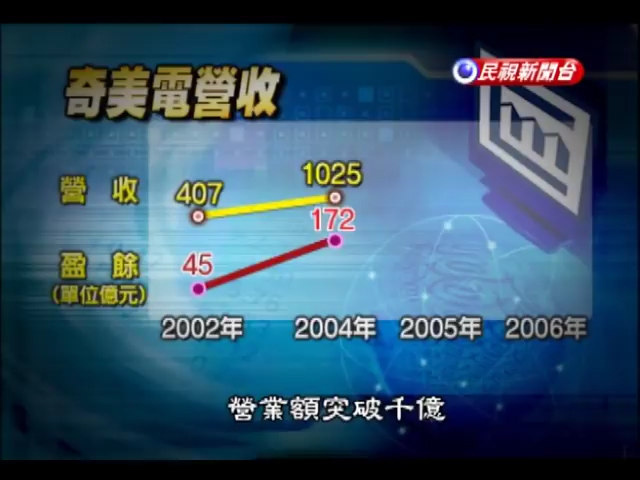 民視新聞台
奇美電營收
營收 407 1025
盈餘 45 172
(單位億元)
2002年 2004年 2005年 2006年
營業額突破千億